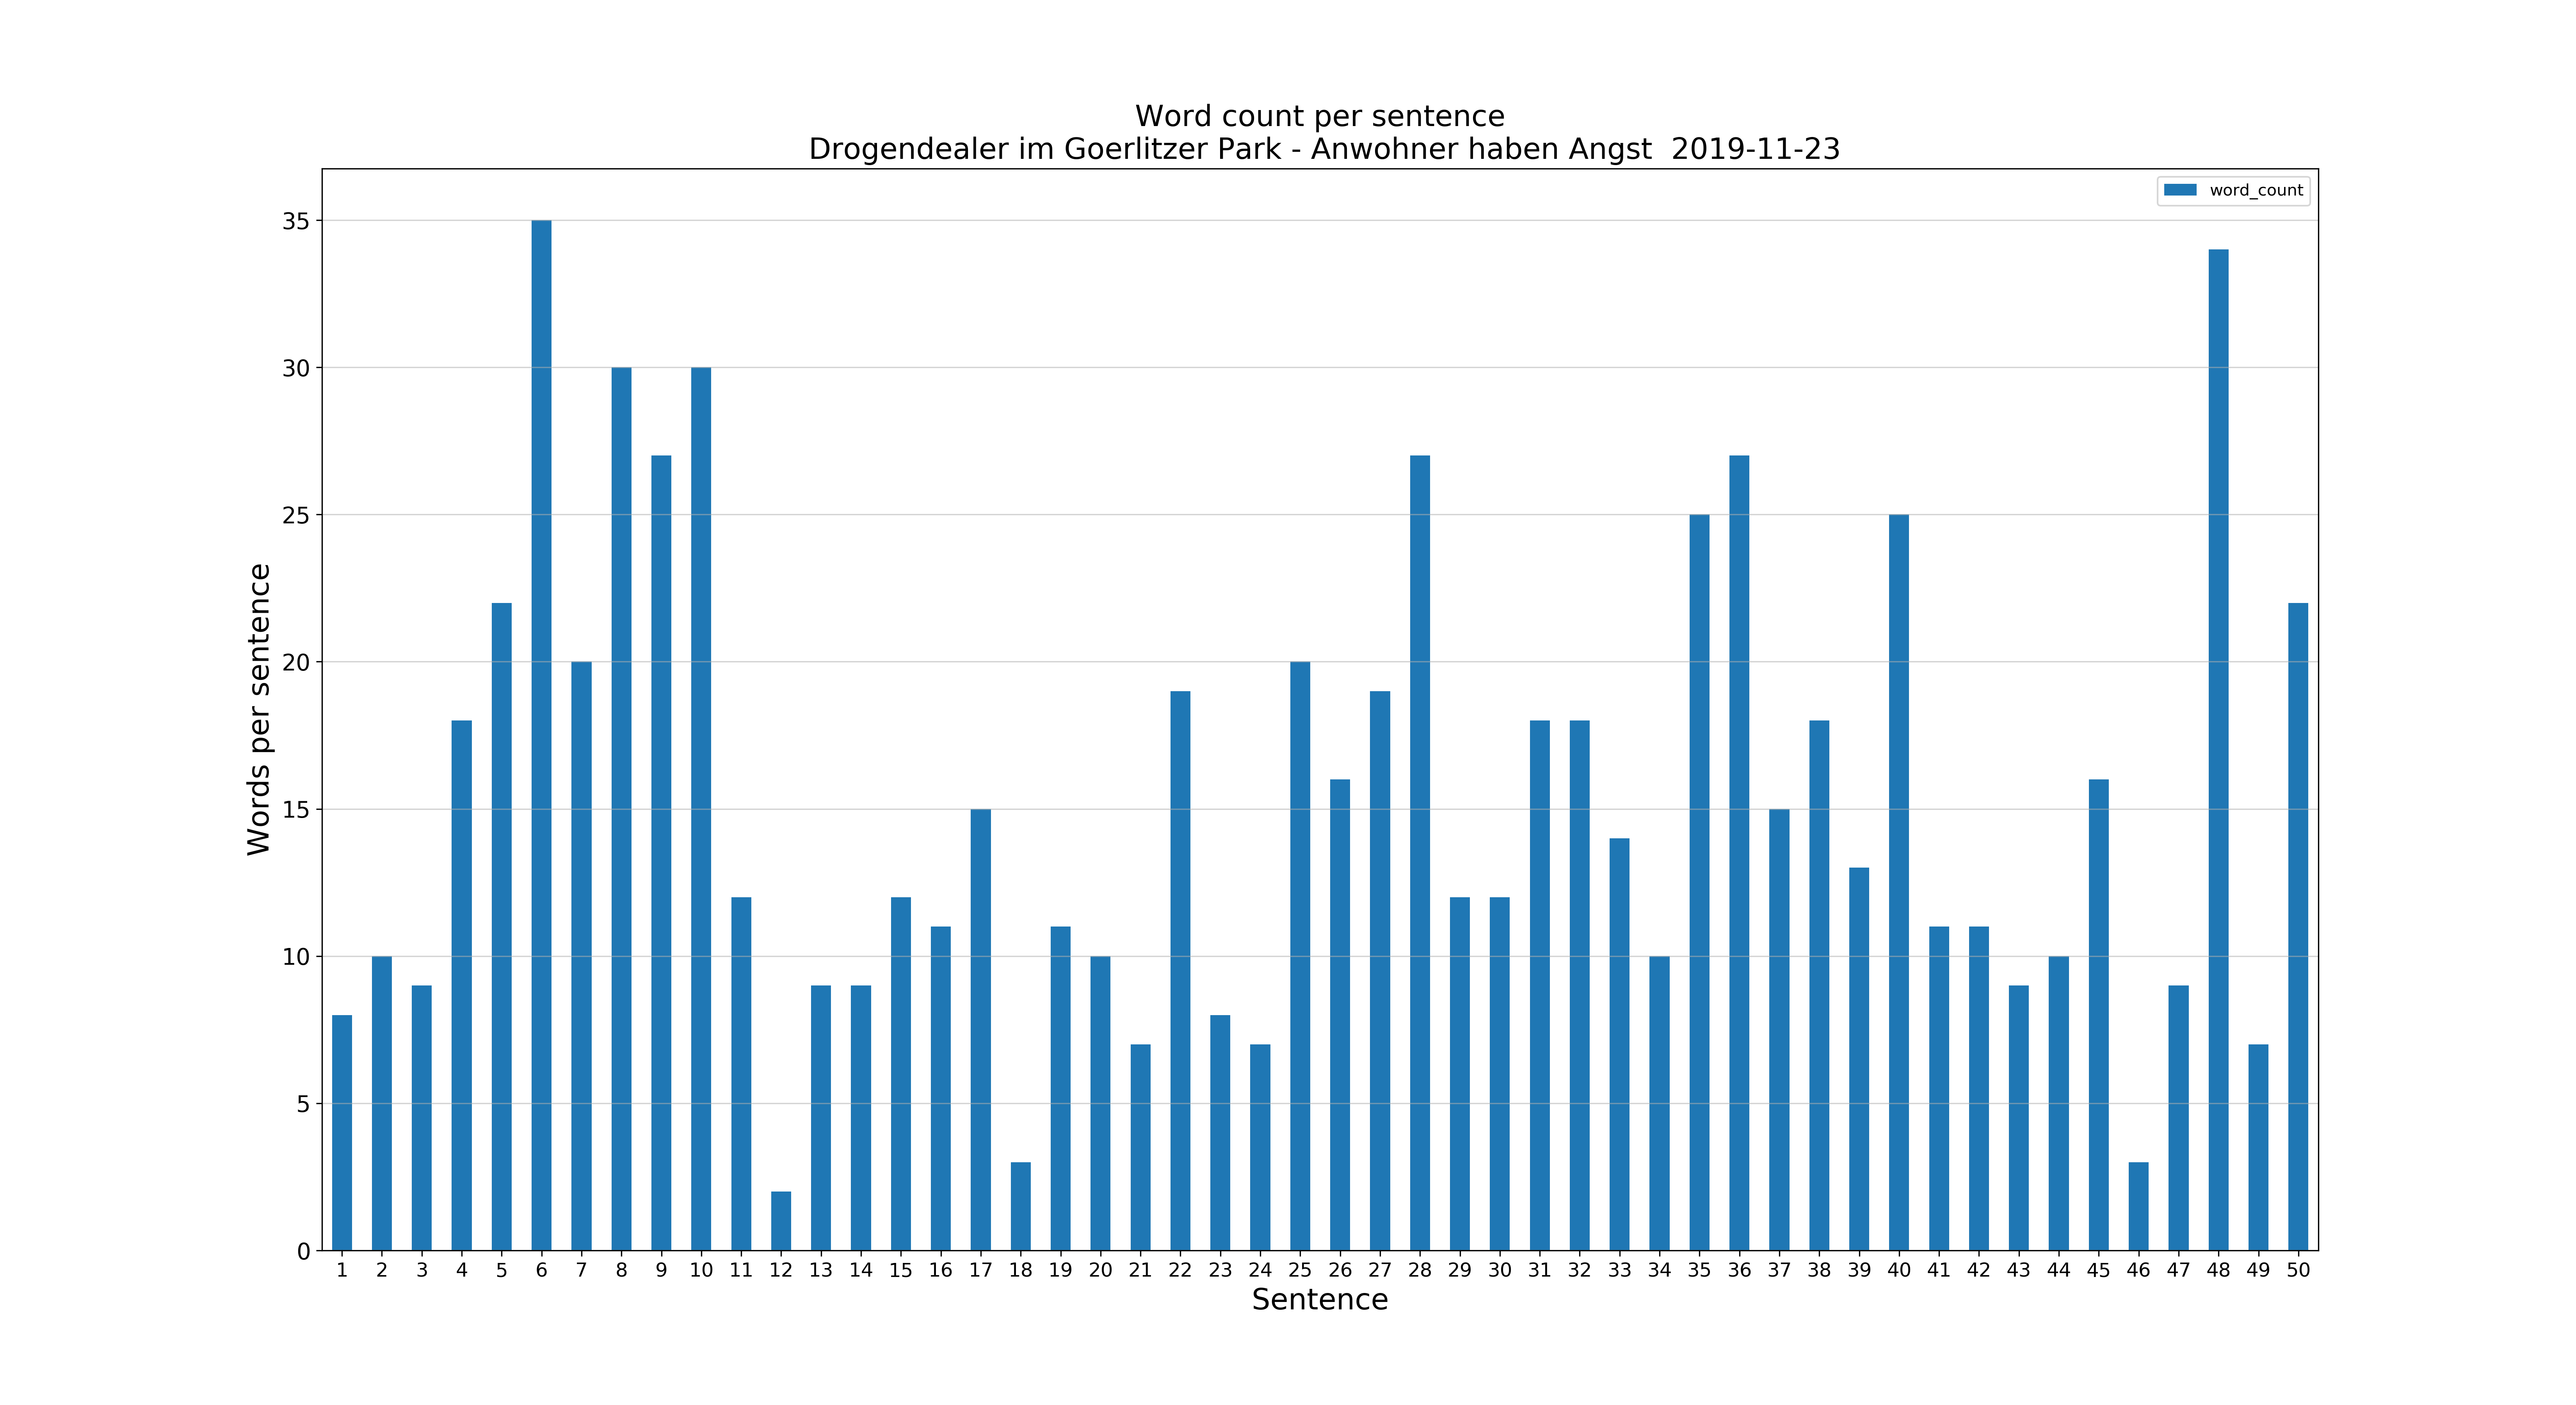 Word count per sentence
Drogendealer im Goerlitzer Park - Anwohner haben Angst  2019-11-23
word_count
Words per sentence
35
30
25
20
15
10
5
0
1 2 3 4 5 6 7 8 9 10 11 12 13 14 15 16 17 18 19 20 21 22 23 24 25 26 27 28 29 30 31 32 33 34 35 36 37 38 39 40 41 42 43 44 45 46 47 48 49 50
Sentence